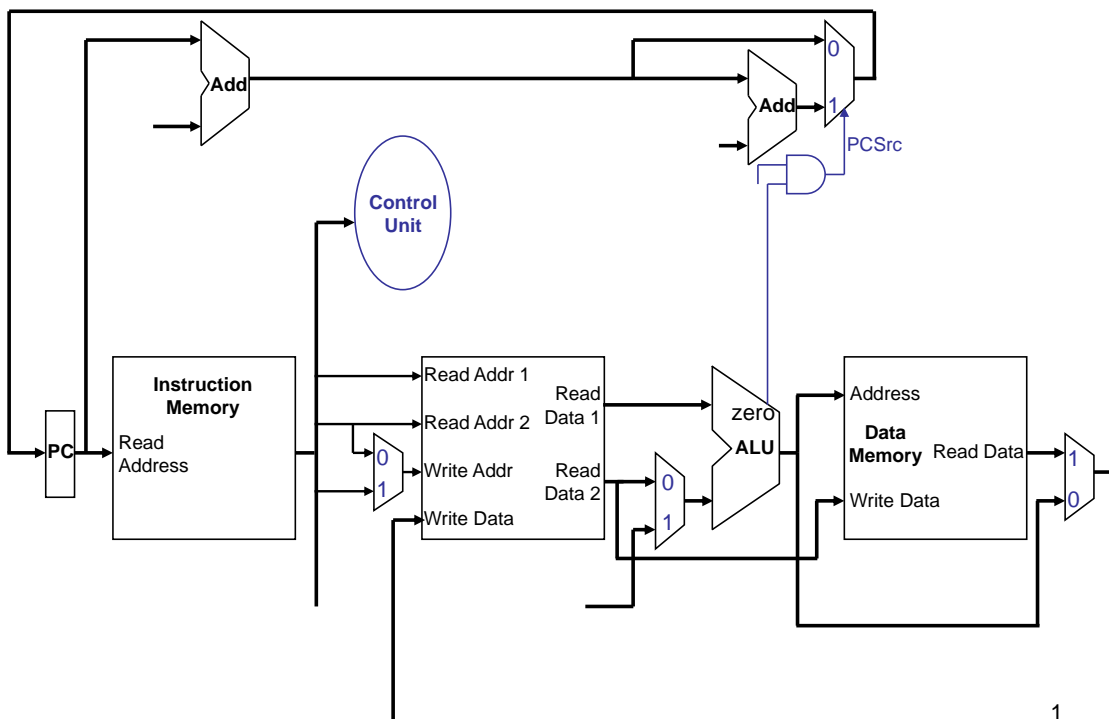 0
Add
Add
1
PCSrc
Control
Unit
Instruction
Memory
Read Addr 1
Read
Data 1
Address
zero
Read Addr 2
PC
Read
Address
Data
Memory
ALU
Read Data
1
0
Write Addr
Read
Data 2
0
1
Write Data
0
1
Write Data
1